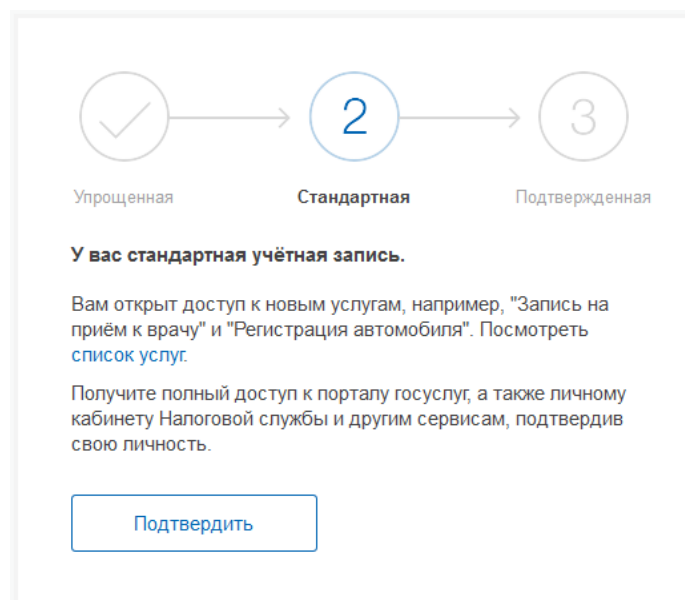 2
3
Упрощенная
Стандартная
Подтвержденная
У вас стандартная учётная запись.
Вам открыт доступ к новым услугам, например, "Запись на
приём к врачу" и "Регистрация автомобиля". Посмотреть
список услуг.
Получите полный доступ к порталу госуслуг, а также личному
кабинету Налоговой службы и другим сервисам, подтвердив
свою личность.
Подтвердить